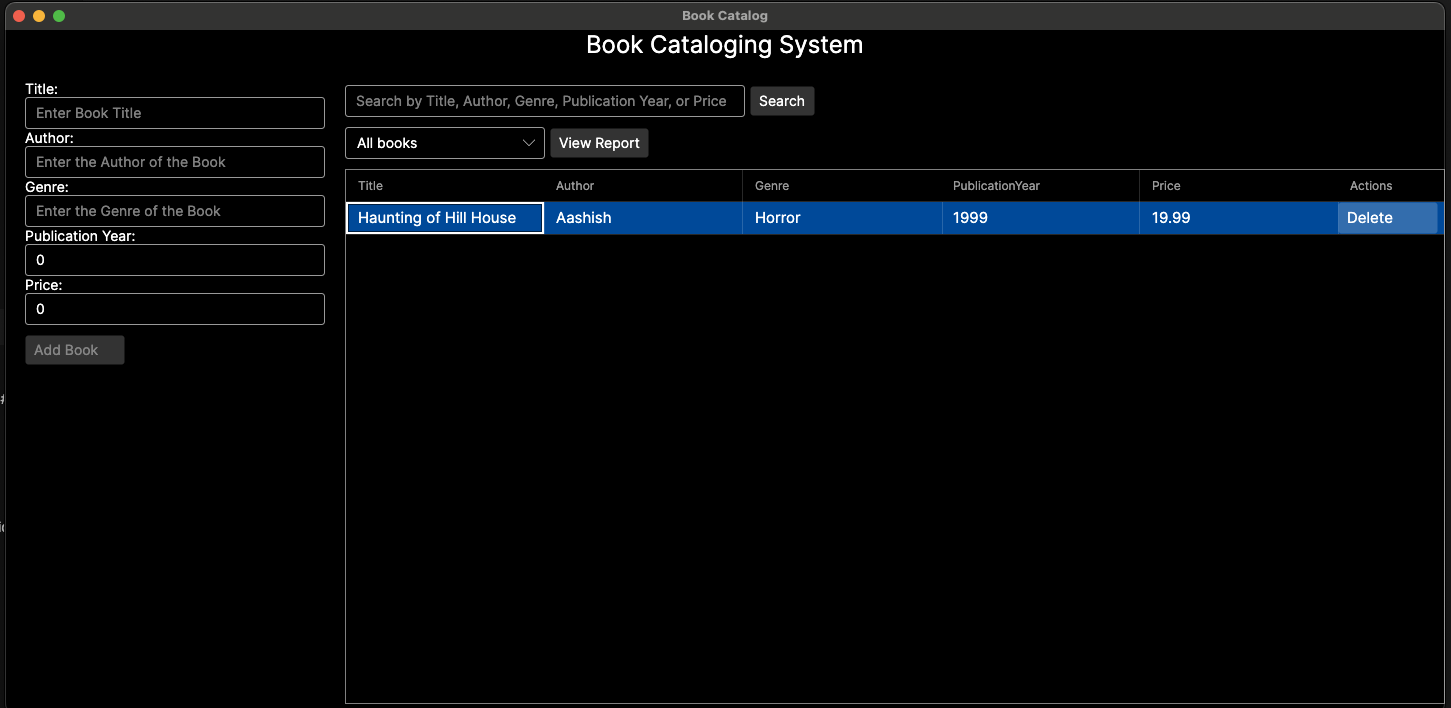 Book Catalog
Book Cataloging System
Title:
Enter Book Title
Author:
Enter the Author of the Book
Genre:
Enter the Genre of the Book
Publication Year:
0
Price:
0
Add Book
Search by Title, Author, Genre, Publication Year, or Price Search
All books View Report
Title Author Genre PublicationYear Price Actions
Haunting of Hill House Aashish Horror 1999 19.99 Delete